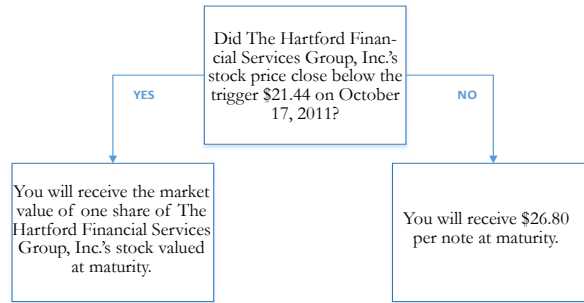 Did The Hartford Finan-
cial Services Group, Inc.'s
stock price close below the
trigger $21.44 on October
17, 2011?
YES
NO
You will receive the market
value of one share of The
Hartford Financial Services
Group, Inc.'s stock valued
at maturity.
You will receive $26.80
per note at maturity.